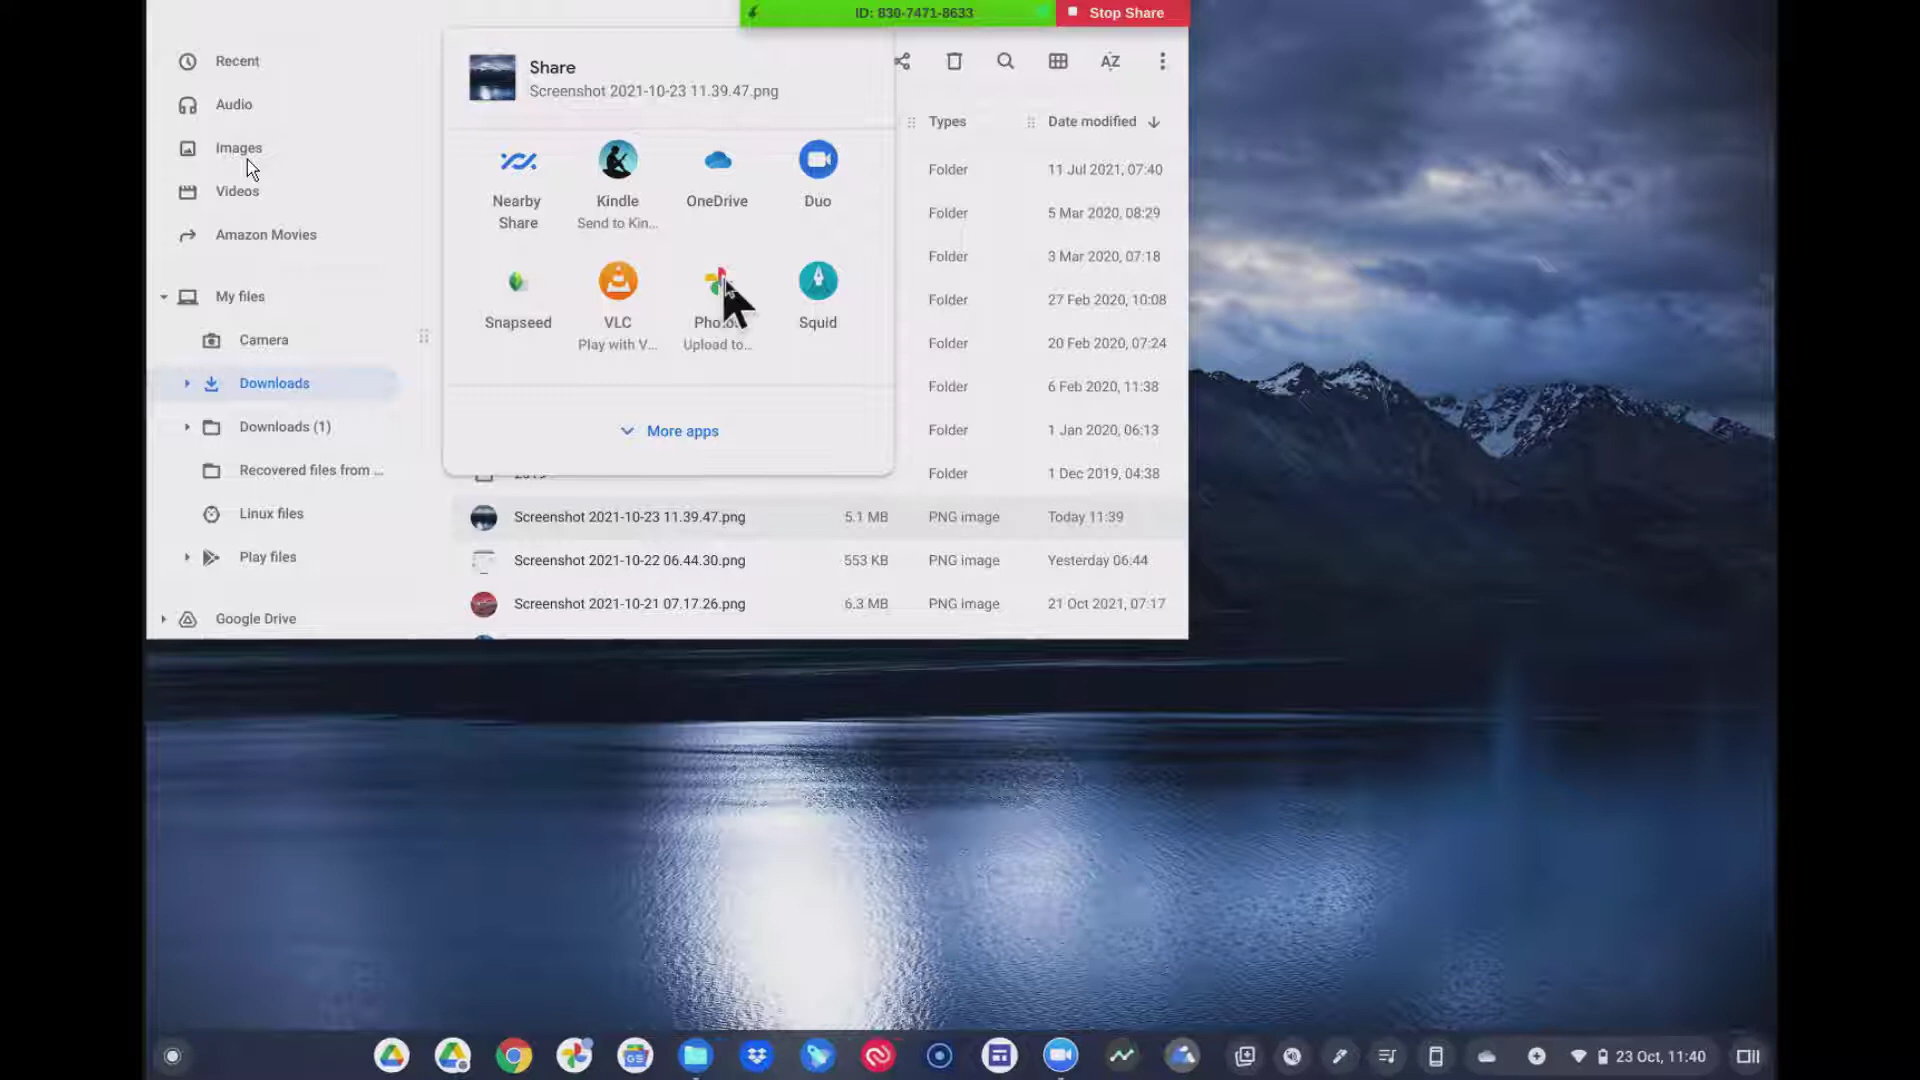 ID: 830-7471-8633
Stop Share
Recent
Audio
Images
Videos
Amazon Movies
My files
Camera
Downloads
Downloads (1)
Recovered files from ...
Linux files
Play files
Google Drive
Share
Screenshot 2021-10-23 11.39.47.png
Nearby
Share
Kindle
Send to Kin...
OneDrive
Duo
Snapseed
VLC
Play with V...
Upload to...
Squid
More apps
AZ
Types
Date modified
Folder
11 Jul 2021, 07:40
Folder
5 Mar 2020, 08:29
Folder
3 Mar 2020, 07:18
Folder
27 Feb 2020, 10:08
Folder
20 Feb 2020, 07:24
Folder
6 Feb 2020, 11:38
Folder
1 Jan 2020, 06:13
Folder
1 Dec 2019, 04:38
Screenshot 2021-10-23 11.39.47.png 5.1 MB PNG image Today 11:39
Screenshot 2021-10-22 06.44.30.png 553 KB PNG image Yesterday 06:44
Screenshot 2021-10-21 07.17.26.png 6.3 MB PNG image 21 Oct 2021, 07:17
23 Oct, 11:40